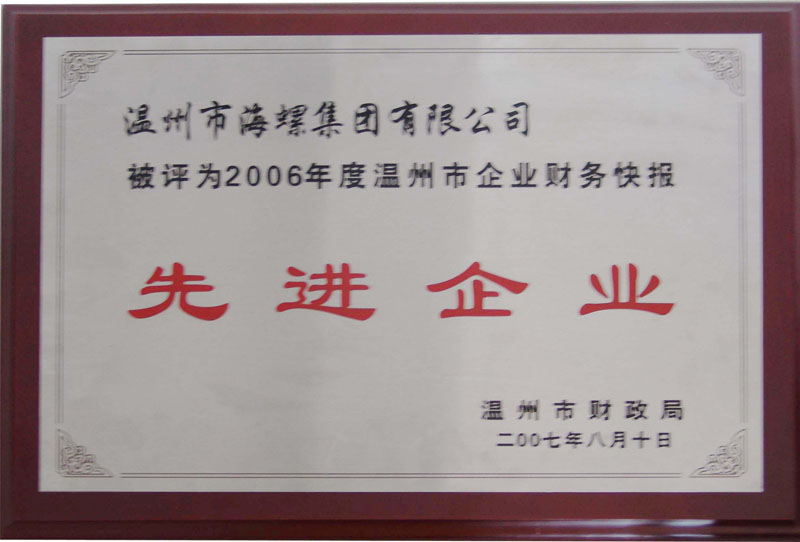 温州市海螺集团有限公司
被评为2006年度温州市企业财务快报
先进企业
温州市财政局
二00七年八月十日